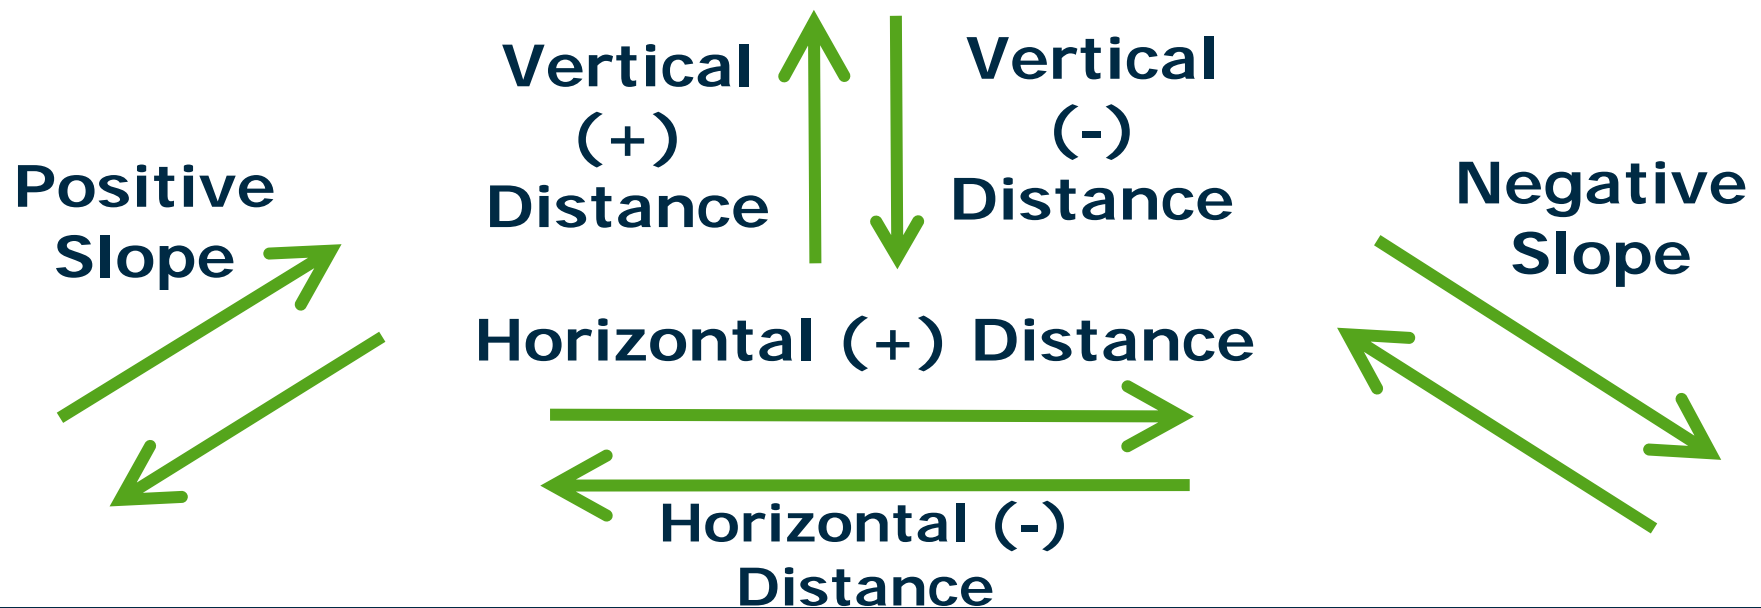 Positive
Slope
Vertical
(+)
Distance
Vertical
(-)
Distance
Negative
Slope
Horizontal (+) Distance
Horizontal (-)
Distance